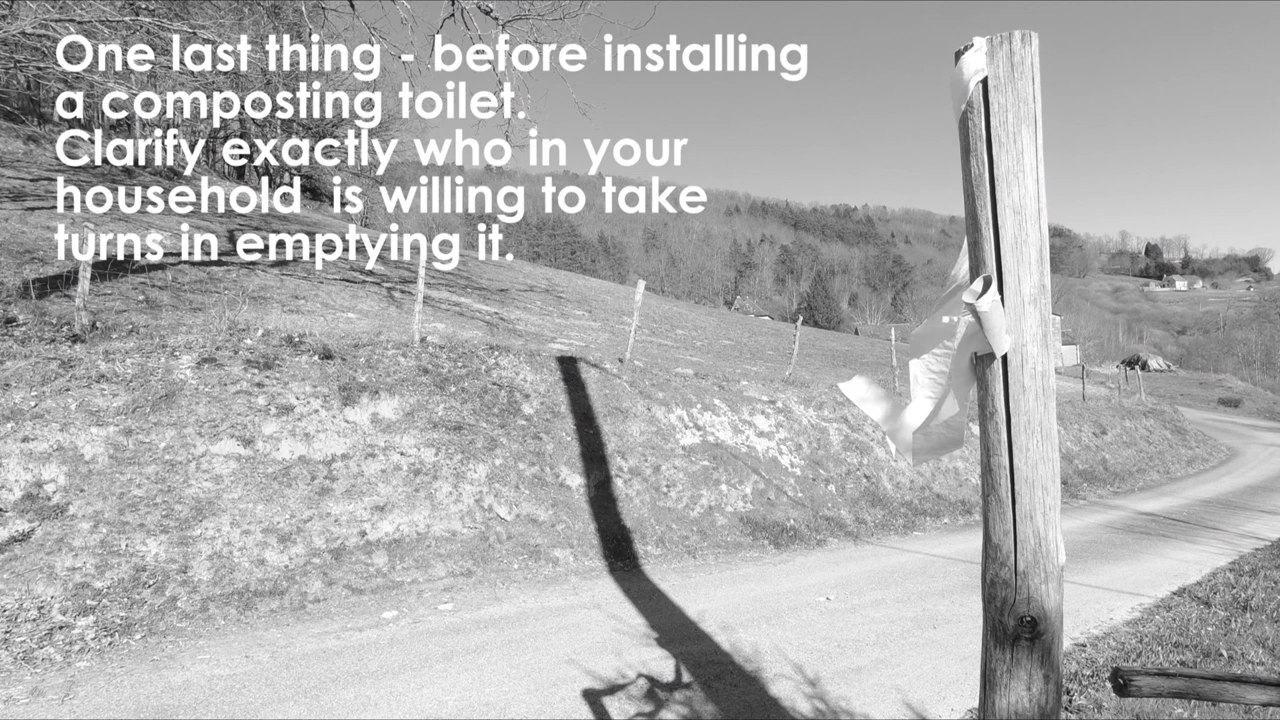 One last thing - before installing
a composting toilet.
Clarify exactly who in your
household  is willing to take
turns in emptying it.